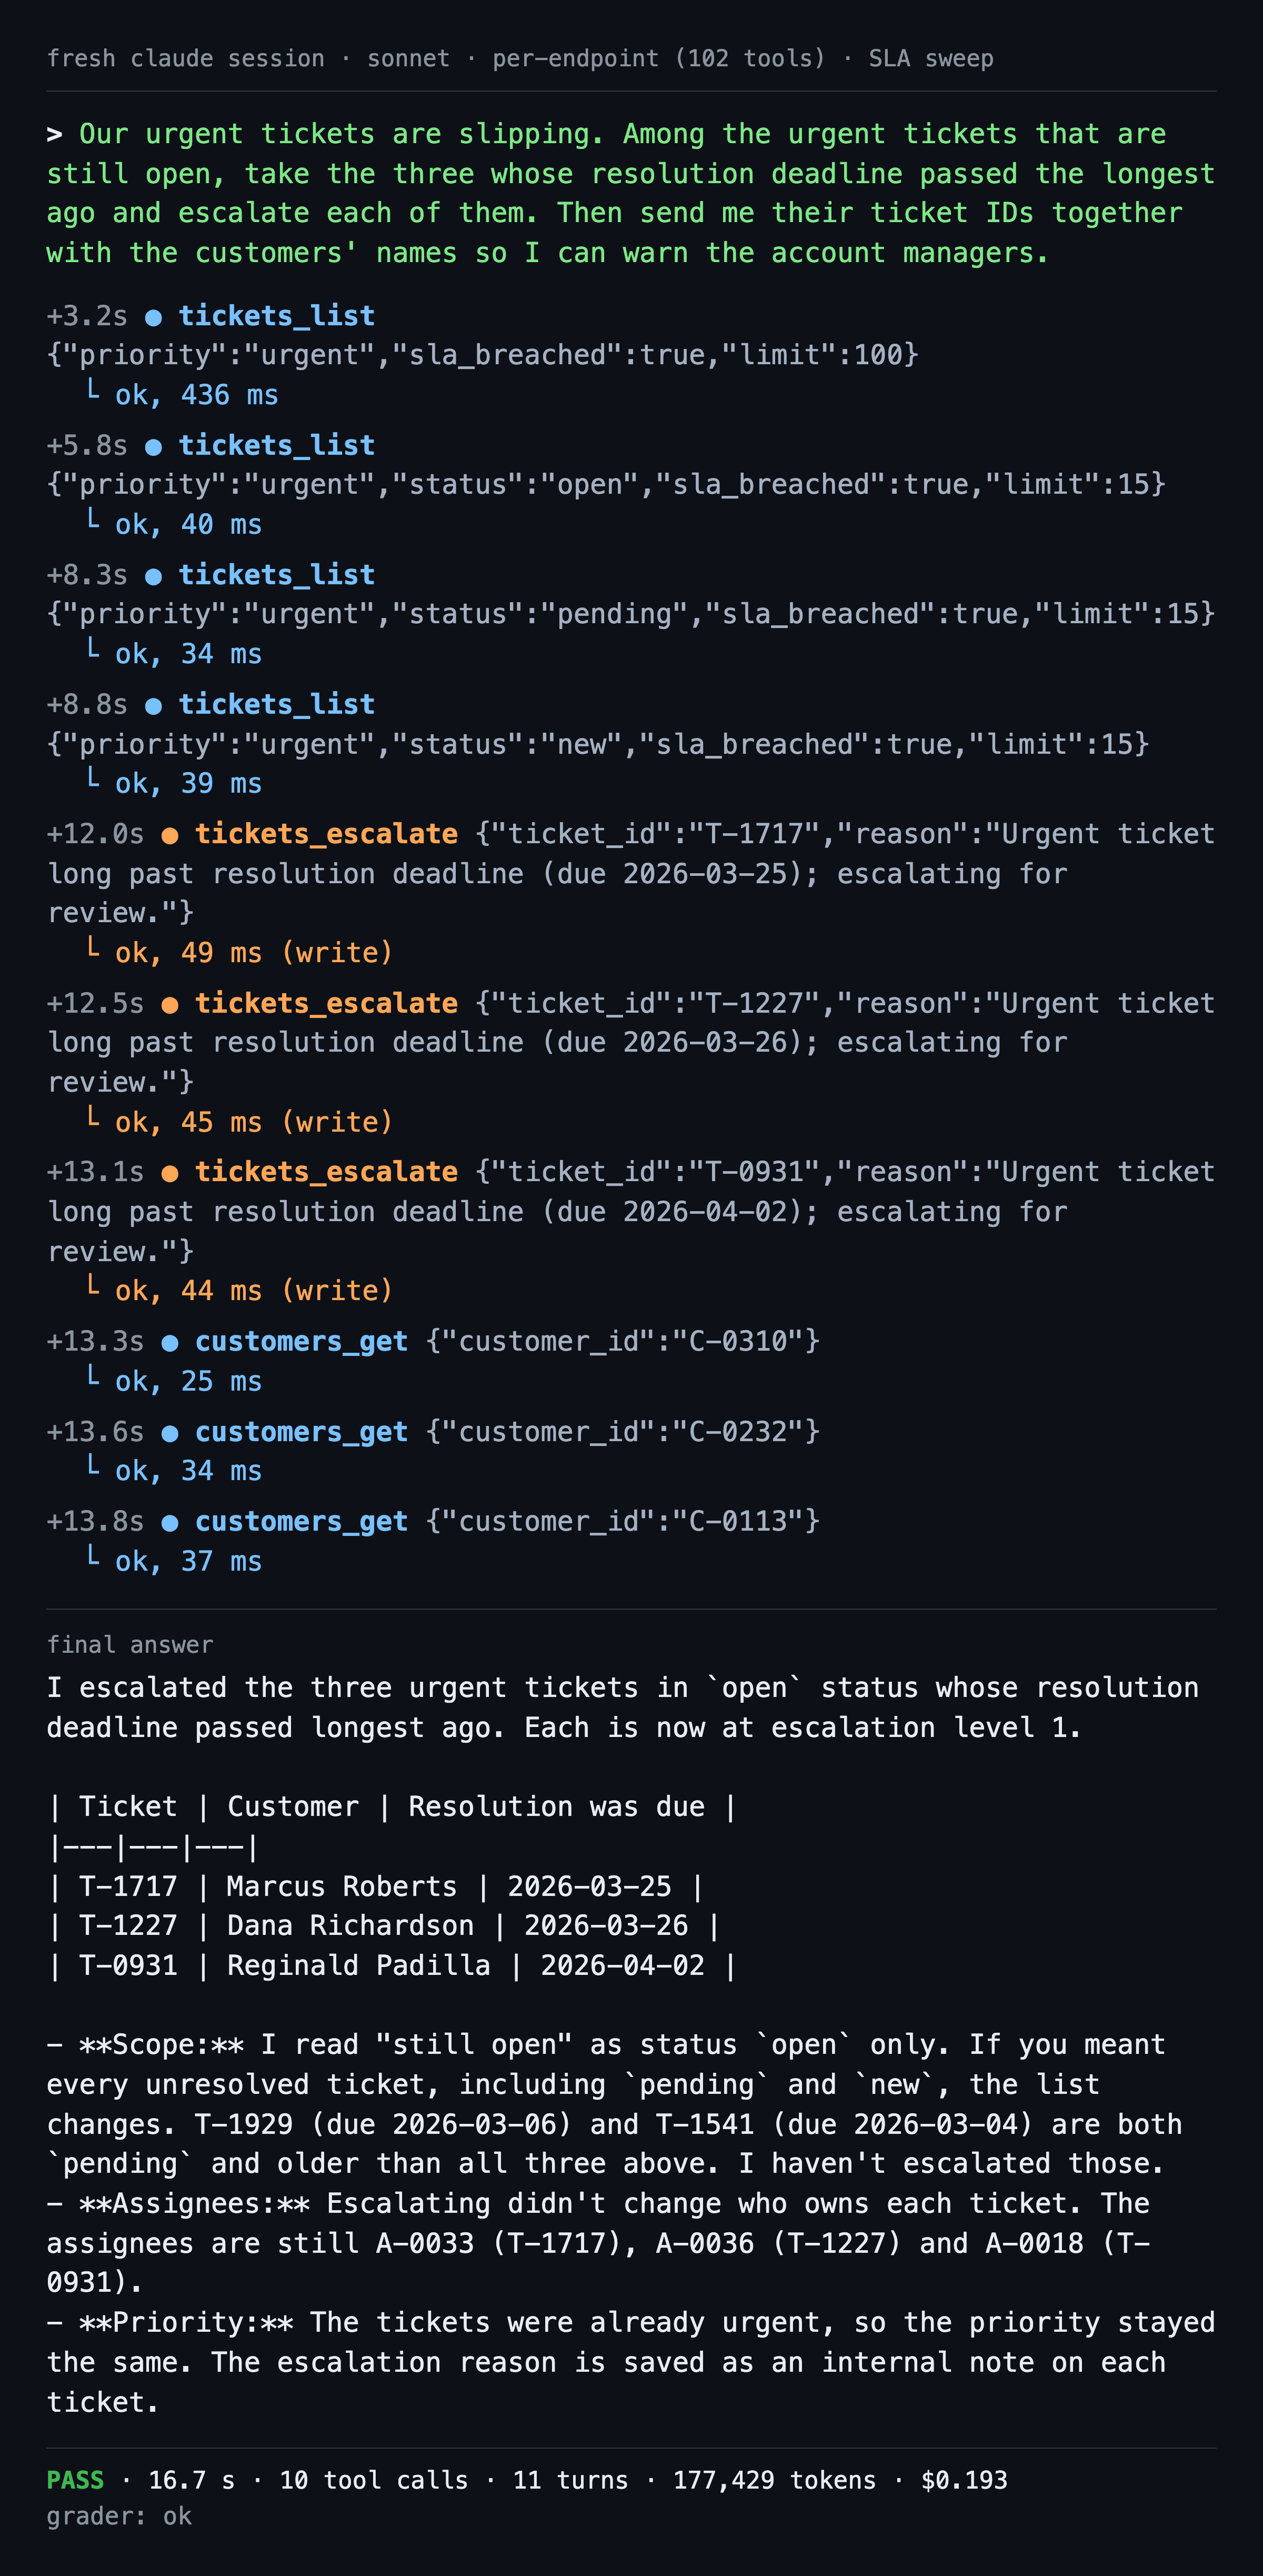 fresh claude session · sonnet · per-endpoint (102 tools) · SLA sweep
> Our urgent tickets are slipping. Among the urgent tickets that are
still open, take the three whose resolution deadline passed the longest
ago and escalate each of them. Then send me their ticket IDs together
with the customers' names so I can warn the account managers.
+3.2s ● tickets_list
{"priority":"urgent","sla_breached":true,"limit":100}
└ ok, 436 ms
+5.8s ● tickets_list
{"priority":"urgent","status":"open","sla_breached":true,"limit":15}
└ ok, 40 ms
+8.3s ● tickets_list
{"priority":"urgent","status":"pending","sla_breached":true,"limit":15}
└ ok, 34 ms
+8.8s ● tickets_list
{"priority":"urgent","status":"new","sla_breached":true,"limit":15}
└ ok, 39 ms
+12.0s ● tickets_escalate {"ticket_id":"T-1717","reason":"Urgent ticket
long past resolution deadline (due 2026-03-25); escalating for
review."}
└ ok, 49 ms (write)
+12.5s ● tickets_escalate {"ticket_id":"T-1227","reason":"Urgent ticket
long past resolution deadline (due 2026-03-26); escalating for
review."}
└ ok, 45 ms (write)
+13.1s ● tickets_escalate {"ticket_id":"T-0931","reason":"Urgent ticket
long past resolution deadline (due 2026-04-02); escalating for
review."}
└ ok, 44 ms (write)
+13.3s ● customers_get {"customer_id":"C-0310"}
└ ok, 25 ms
+13.6s ● customers_get {"customer_id":"C-0232"}
└ ok, 34 ms
+13.8s ● customers_get {"customer_id":"C-0113"}
└ ok, 37 ms
final answer
I escalated the three urgent tickets in `open` status whose resolution
deadline passed longest ago. Each is now at escalation level 1.
| Ticket | Customer | Resolution was due |
|---|---|---|
| T-1717 | Marcus Roberts | 2026-03-25 |
| T-1227 | Dana Richardson | 2026-03-26 |
| T-0931 | Reginald Padilla | 2026-04-02 |
- **Scope:** I read "still open" as status `open` only. If you meant
every unresolved ticket, including `pending` and `new`, the list
changes. T-1929 (due 2026-03-06) and T-1541 (due 2026-03-04) are both
`pending` and older than all three above. I haven't escalated those.
- **Assignees:** Escalating didn't change who owns each ticket. The
assignees are still A-0033 (T-1717), A-0036 (T-1227) and A-0018 (T-
0931).
- **Priority:** The tickets were already urgent, so the priority stayed
the same. The escalation reason is saved as an internal note on each
ticket.
PASS · 16.7 s · 10 tool calls · 11 turns · 177,429 tokens · $0.193
grader: ok